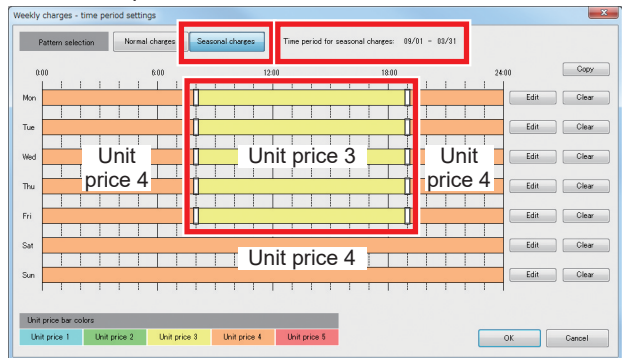 Weekly charges - time period settings
Pattern selection Normal charges Seasonal charges Time period for seasonal charges: 09/01 - 03/31
0:00 6:00 12:00 18:00 24:00 Copy
Mon Edit Clear
Tue Edit Clear
Wed Unit price 4 Unit price 3 Unit price 4 Edit Clear
Thu Edit Clear
Fri Edit Clear
Sat Edit Clear
Unit price 4
Sun Edit Clear
Unit price bar colors
Unit price 1 Unit price 2 Unit price 3 Unit price 4 Unit price 5 OK Cancel